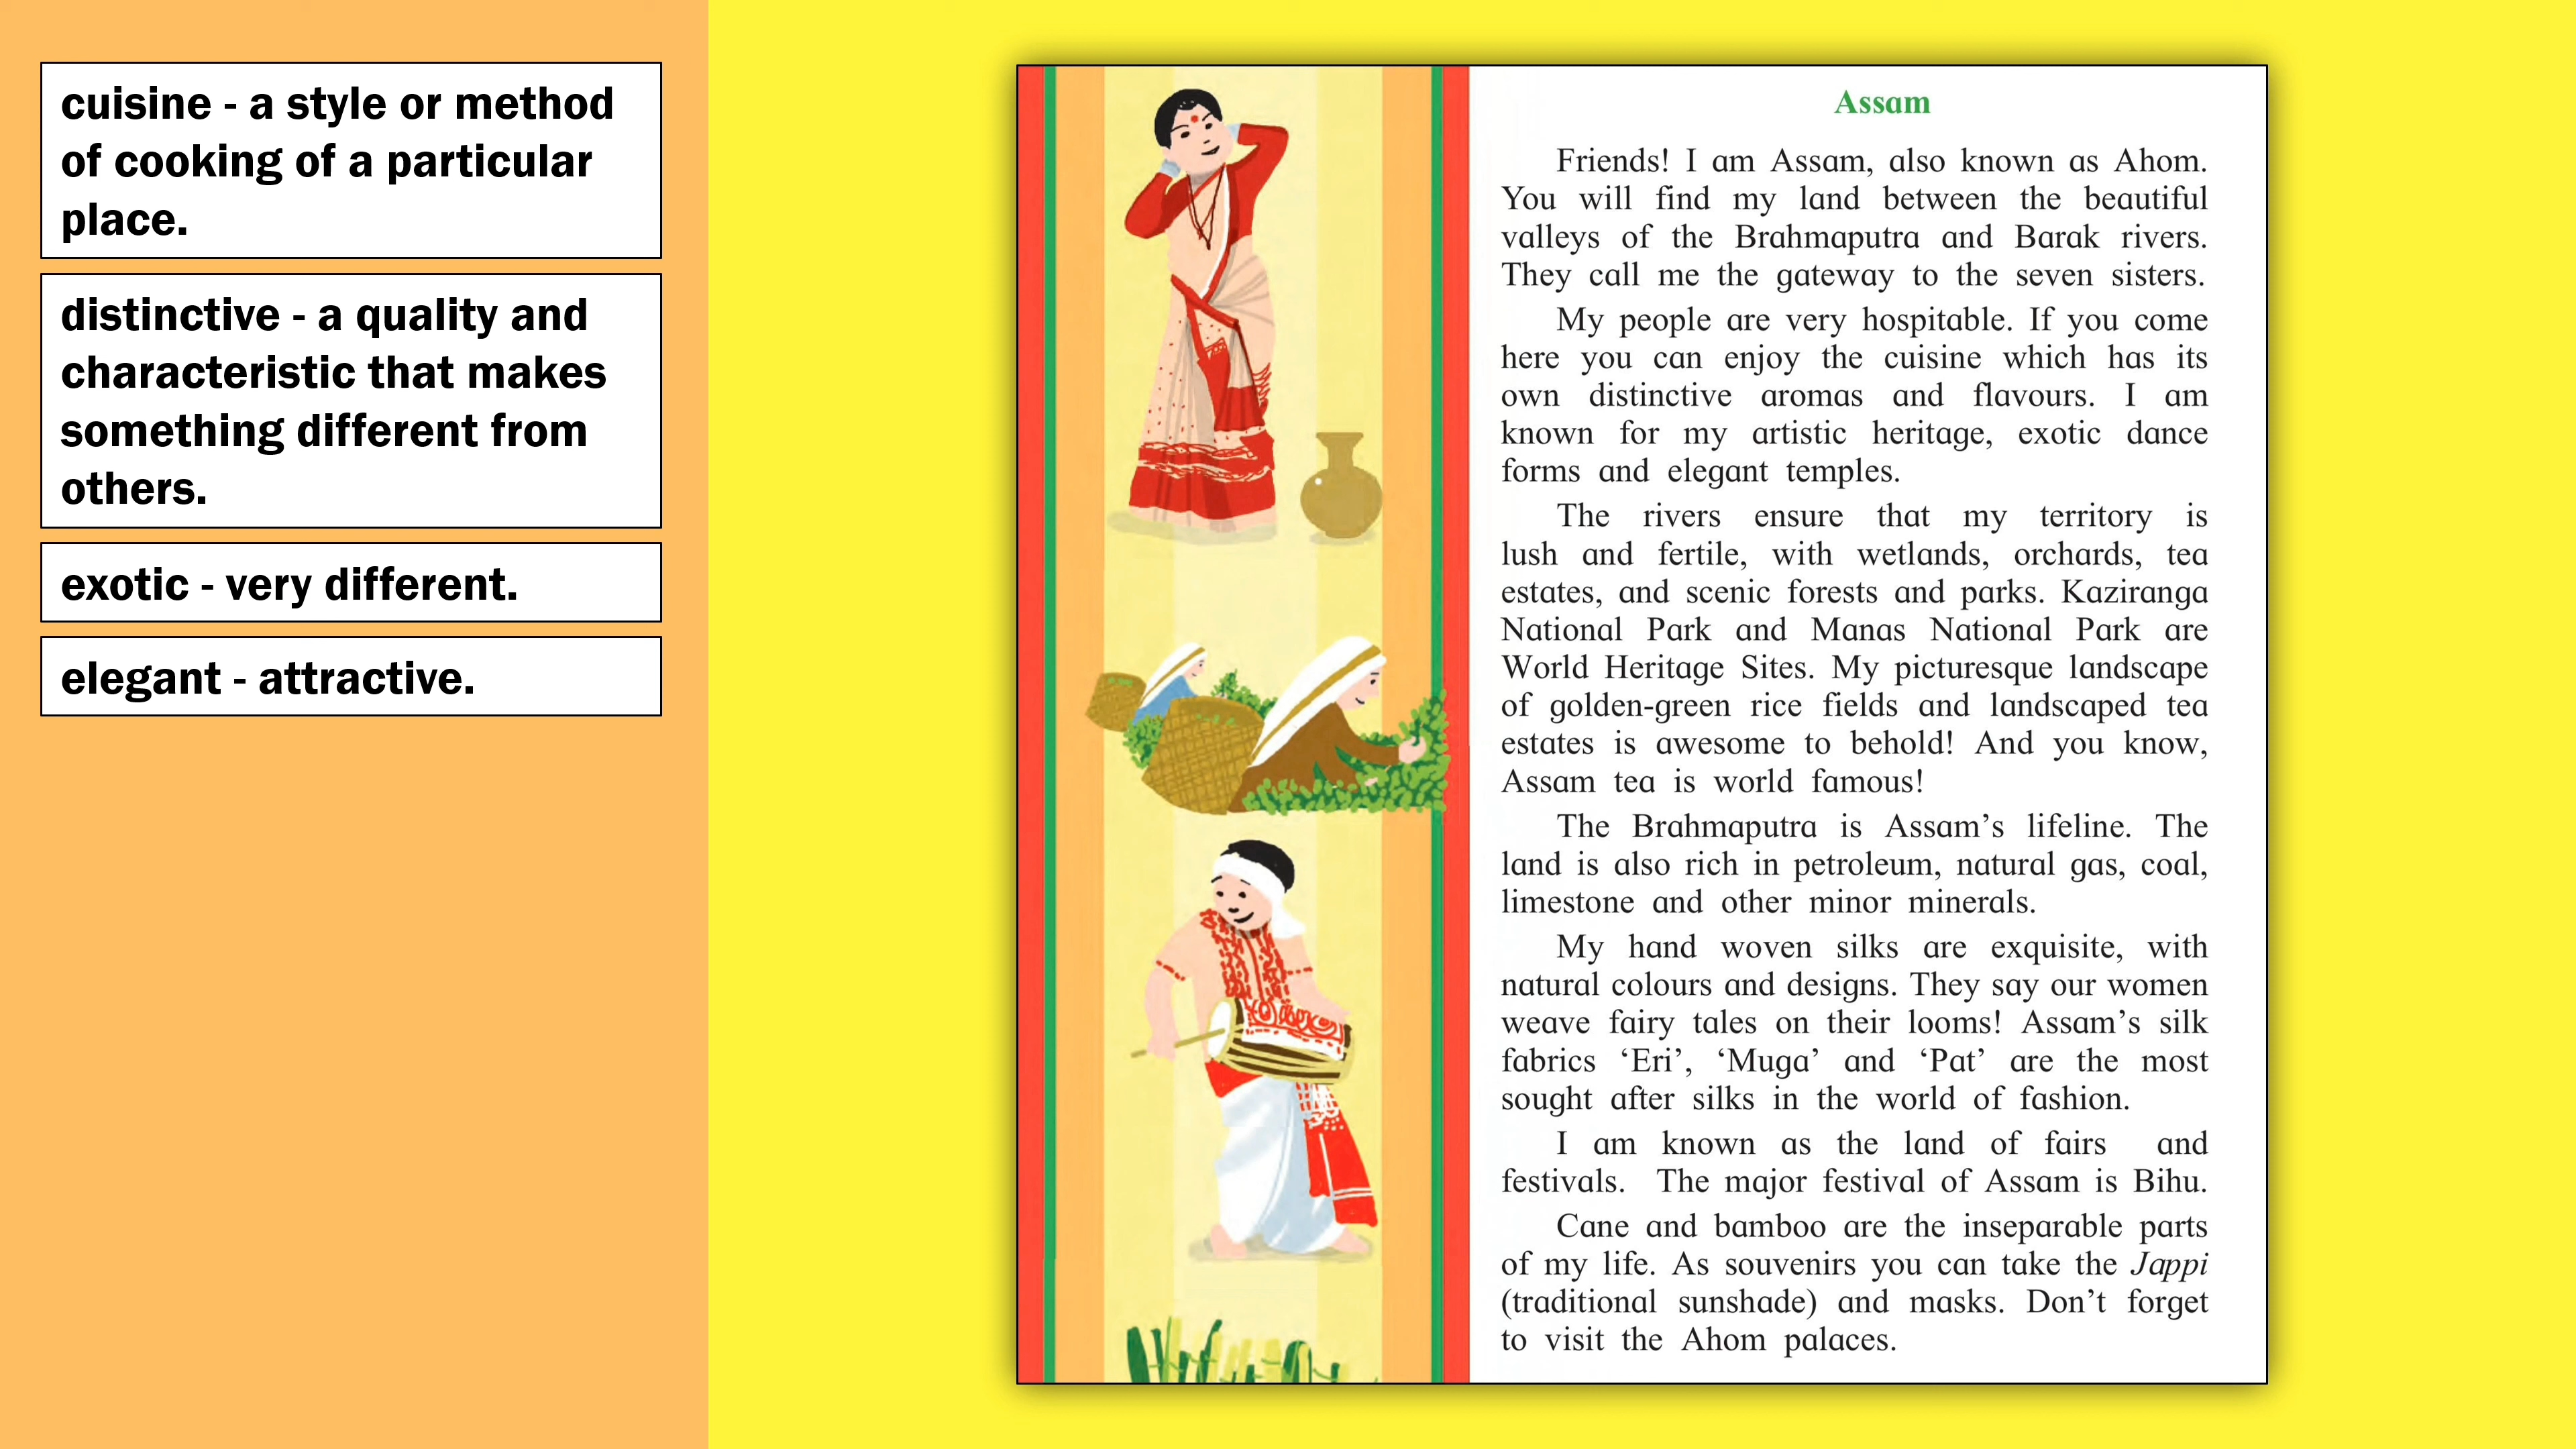 cuisine - a style or method
of cooking of a particular
place.
distinctive - a quality and
characteristic that makes
something different from
others.
exotic - very different.
elegant - attractive.
Assam
Friends! I am Assam, also known as Ahom.
You will find my land between the beautiful
valleys of the Brahmaputra and Barak rivers.
They call me the gateway to the seven sisters.
My people are very hospitable. If you come
here you can enjoy the cuisine which has its
own distinctive aromas and flavours. I am
known for my artistic heritage, exotic dance
forms and elegant temples.
The rivers ensure that my territory is
lush and fertile, with wetlands, orchards, tea
estates, and scenic forests and parks. Kaziranga
National Park and Manas National Park are
World Heritage Sites. My picturesque landscape
of golden-green rice fields and landscaped tea
estates is awesome to behold! And you know,
Assam tea is world famous!
The Brahmaputra is Assam's lifeline. The
land is also rich in petroleum, natural gas, coal,
limestone and other minor minerals.
My hand woven silks are exquisite, with
natural colours and designs. They say our women
weave fairy tales on their looms! Assam's silk
fabrics 'Eri', 'Muga' and 'Pat' are the most
sought after silks in the world of fashion.
I am known as the land of fairs and
festivals. The major festival of Assam is Bihu.
Cane and bamboo are the inseparable parts
of my life. As souvenirs you can take the Jappi
(traditional sunshade) and masks. Don't forget
to visit the Ahom palaces.